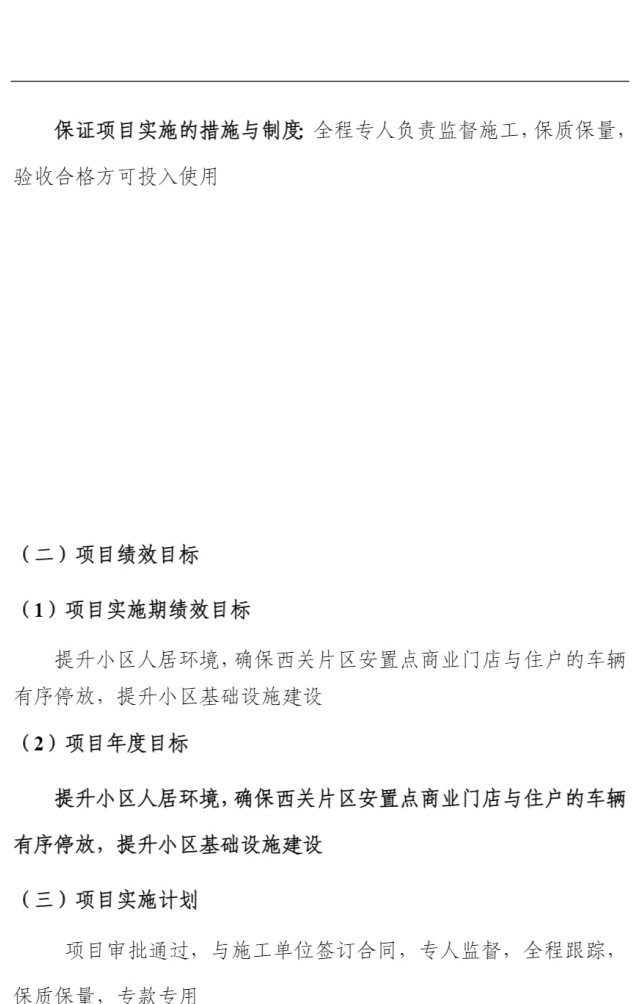 保证项目实施的措施与制度:全程专人负责监督施工,保质保量,
验收合格方可投入使用
（二）项目绩效目标
（1）项目实施期绩效目标
提升小区人居环境,确保西关片区安置点商业门店与住户的车辆
有序停放，提升小区基础设施建设
（2）项目年度目标
提升小区人居环境,确保西关片区安置点商业门店与住户的车辆
有序停放，提升小区基础设施建设
（三）项目实施计划
项目审批通过，与施工单位签订合同，专人监督，全程跟踪，
保质保量，专款专用